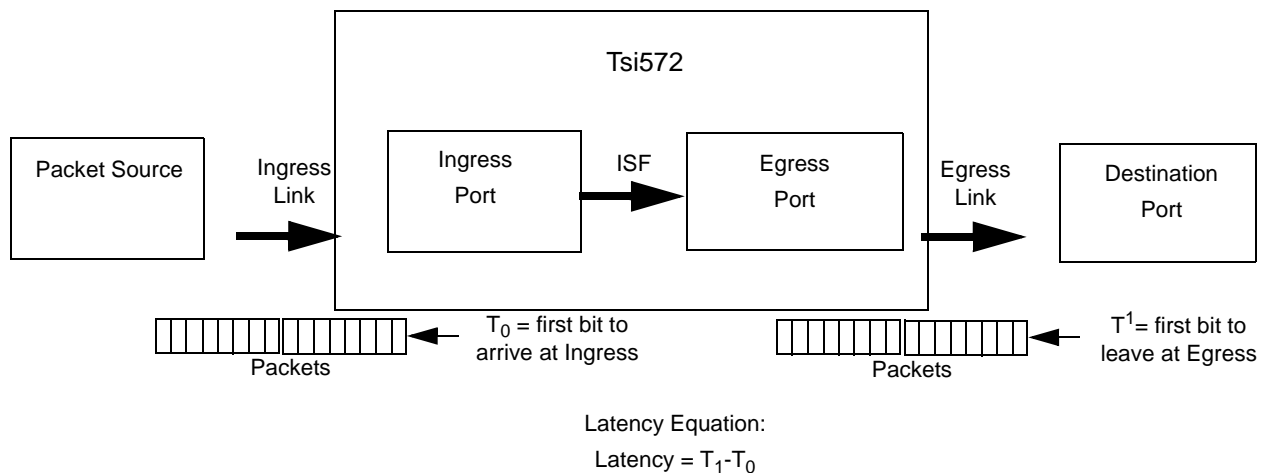 Tsi572
Packet Source
Ingress
Link
Ingress
Port
ISF
Egress
Port
Egress
Link
Destination
Port
T₀ = first bit to
arrive at Ingress
Packets
T¹= first bit to
leave at Egress
Packets
Latency Equation:
Latency = T₁-T₀